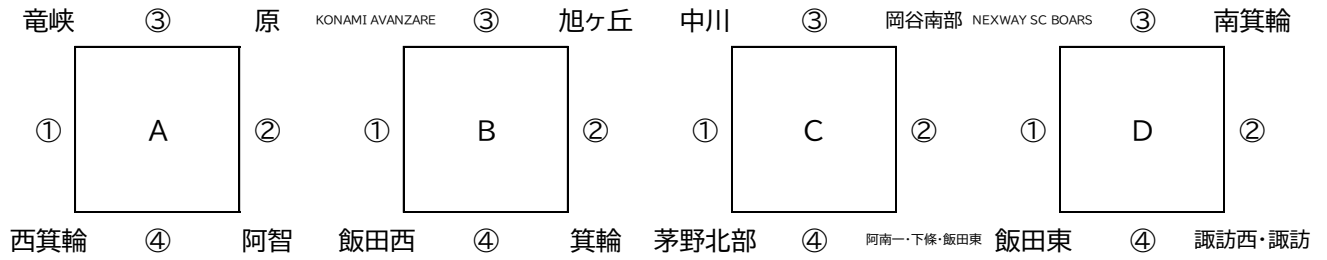 竜峡 ③ 原 KONAMI AVANZARE ③ 旭ヶ丘 中川 ③ 岡谷南部 NEXWAY SC BOARS ③ 南箕輪
① A ② ① B ② ① C ② ① D ②
西箕輪 ④ 阿智 飯田西 ④ 箕輪 茅野北部 ④ 阿南一・下條・飯田東 飯田東 ④ 諏訪西・諏訪